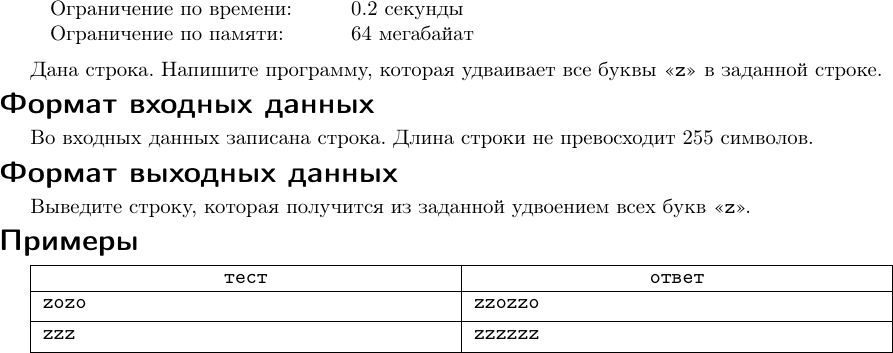 Ограничение по времени: 0.2 секунды
Ограничение по памяти: 64 мегабайат
Дана строка. Напишите программу, которая удваивает все буквы «z» в заданной строке.
Формат входных данных
Во входных данных записана строка. Длина строки не превосходит 255 символов.
Формат выходных данных
Выведите строку, которая получится из заданной удвоением всех букв «z».
Примеры
тест ответ
zozo zzozzo
zzz zzzzzz